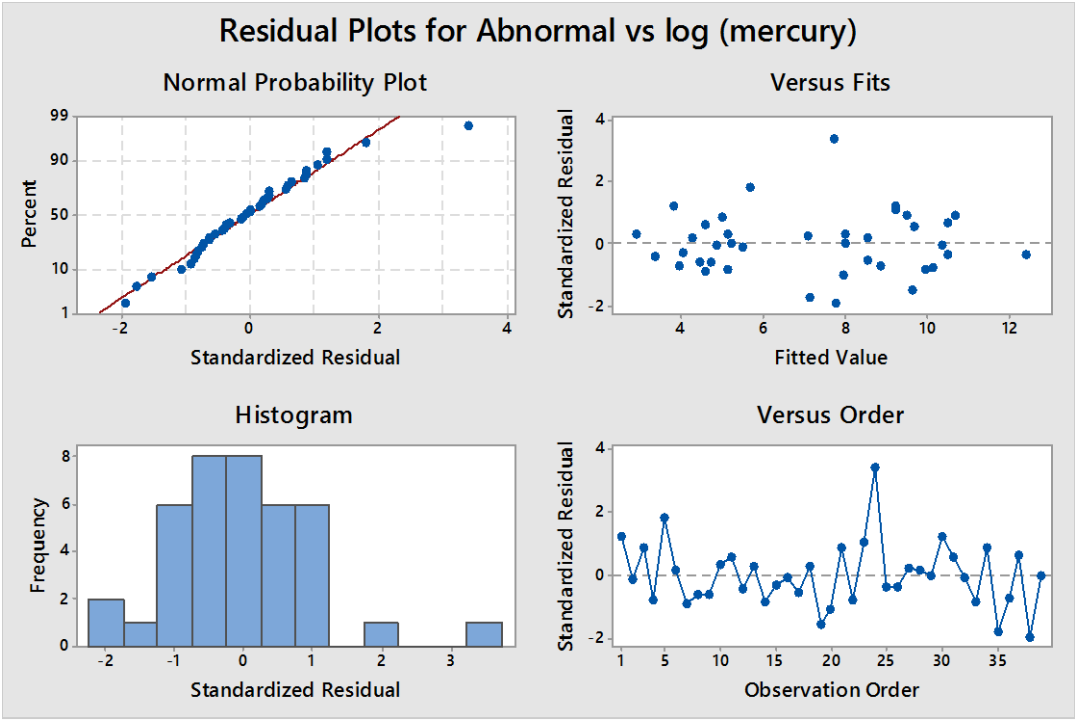 Residual Plots for Abnormal vs log (mercury)
Normal Probability Plot
99
90
50
10
1
Percent
-2 0 2 4
Standardized Residual
Versus Fits
4
2
0
-2
Standardized Residual
4 6 8 10 12
Fitted Value
Histogram
8
6
4
2
0
Frequency
-2 -1 0 1 2 3
Standardized Residual
Versus Order
4
2
0
-2
Standardized Residual
1 5 10 15 20 25 30 35
Observation Order